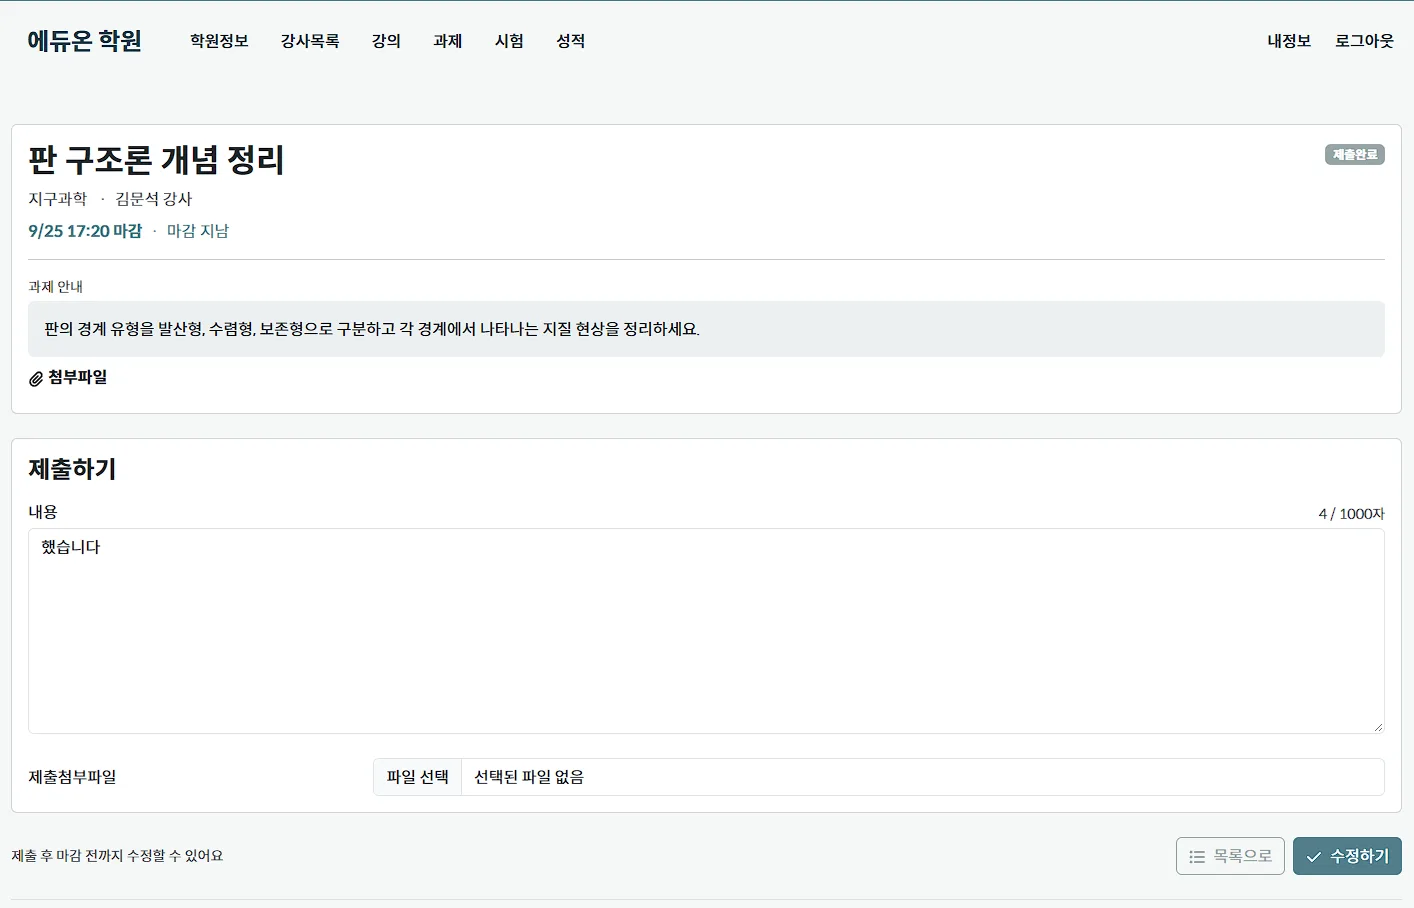 에듀온 학원 학원정보 강사목록 강의 과제 시험 성적 내정보 로그아웃
판 구조론 개념 정리 제출완료
지구과학 · 김문석 강사
9/25 17:20 마감 · 마감 지남
과제 안내
판의 경계 유형을 발산형, 수렴형, 보존형으로 구분하고 각 경계에서 나타나는 지질 현상을 정리하세요.
첨부파일
제출하기
내용 4 / 1000자
했습니다
제출첨부파일 파일 선택 선택된 파일 없음
제출 후 마감 전까지 수정할 수 있어요 목록으로 수정하기